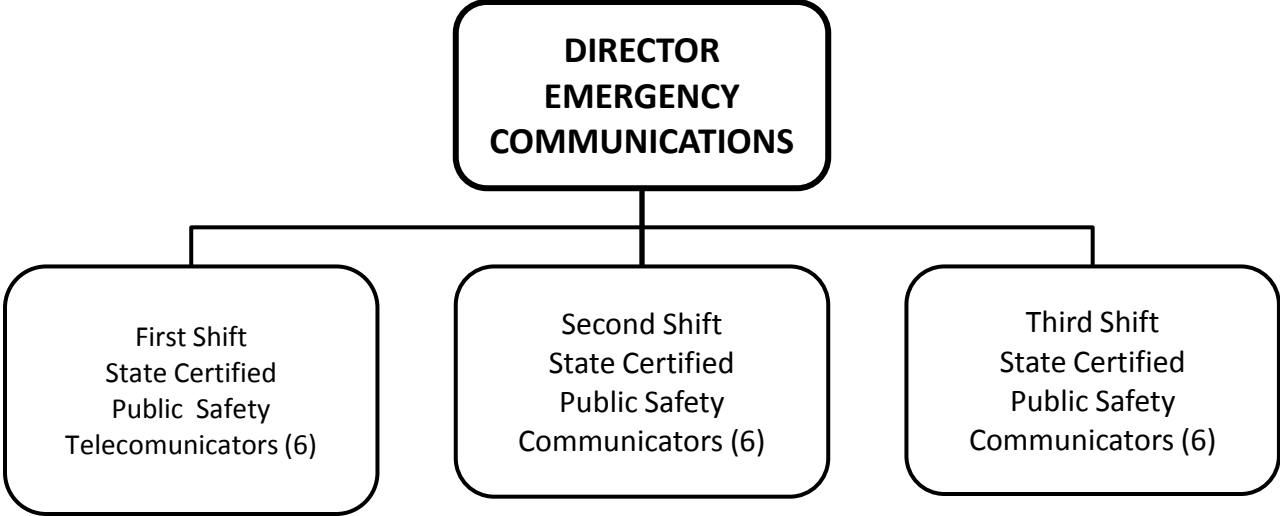 DIRECTOR
EMERGENCY
COMMUNICATIONS
First Shift
State Certified
Public  Safety
Telecomunicators (6)
Second Shift
State Certified
Public Safety
Communicators (6)
Third Shift
State Certified
Public Safety
Communicators (6)